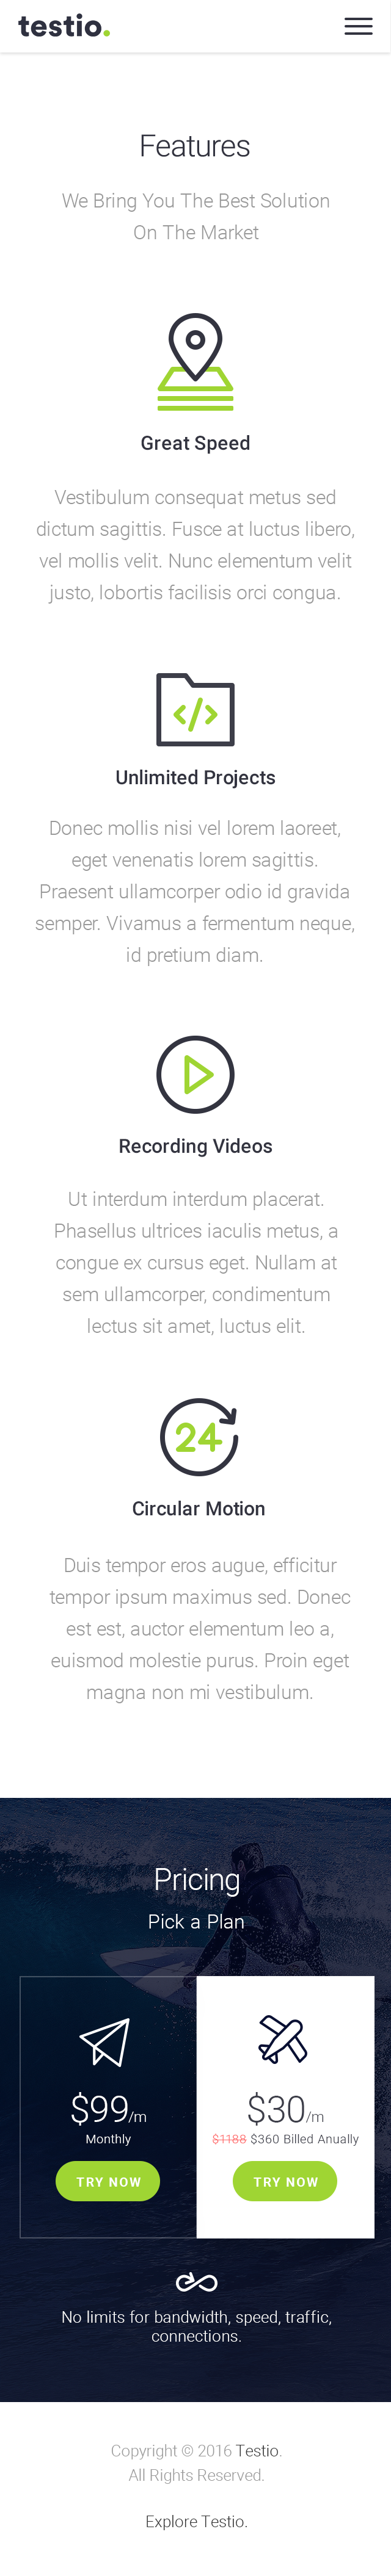 testio.
Features
We Bring You The Best Solution
On The Market
Great Speed
Vestibulum consequat metus sed
dictum sagittis. Fusce at luctus libero,
vel mollis velit. Nunc elementum velit
justo, lobortis facilisis orci congua.
</>
Unlimited Projects
Donec mollis nisi vel lorem laoreet,
eget venenatis lorem sagittis.
Praesent ullamcorper odio id gravida
semper. Vivamus a fermentum neque,
id pretium diam.
Recording Videos
Ut interdum interdum placerat.
Phasellus ultrices iaculis metus, a
congue ex cursus eget. Nullam at
sem ullamcorper, condimentum
lectus sit amet, luctus elit.
24
Circular Motion
Duis tempor eros augue, efficitur
tempor ipsum maximus sed. Donec
est est, auctor elementum leo a,
euismod molestie purus. Proin eget
magna non mi vestibulum.
Pricing
Pick a Plan
$99/m
Monthly
TRY NOW
$30/m
$1188 $360 Billed Anually
TRY NOW
No limits for bandwidth, speed, traffic,
connections.
Copyright © 2016 Testio.
All Rights Reserved.
Explore Testio.